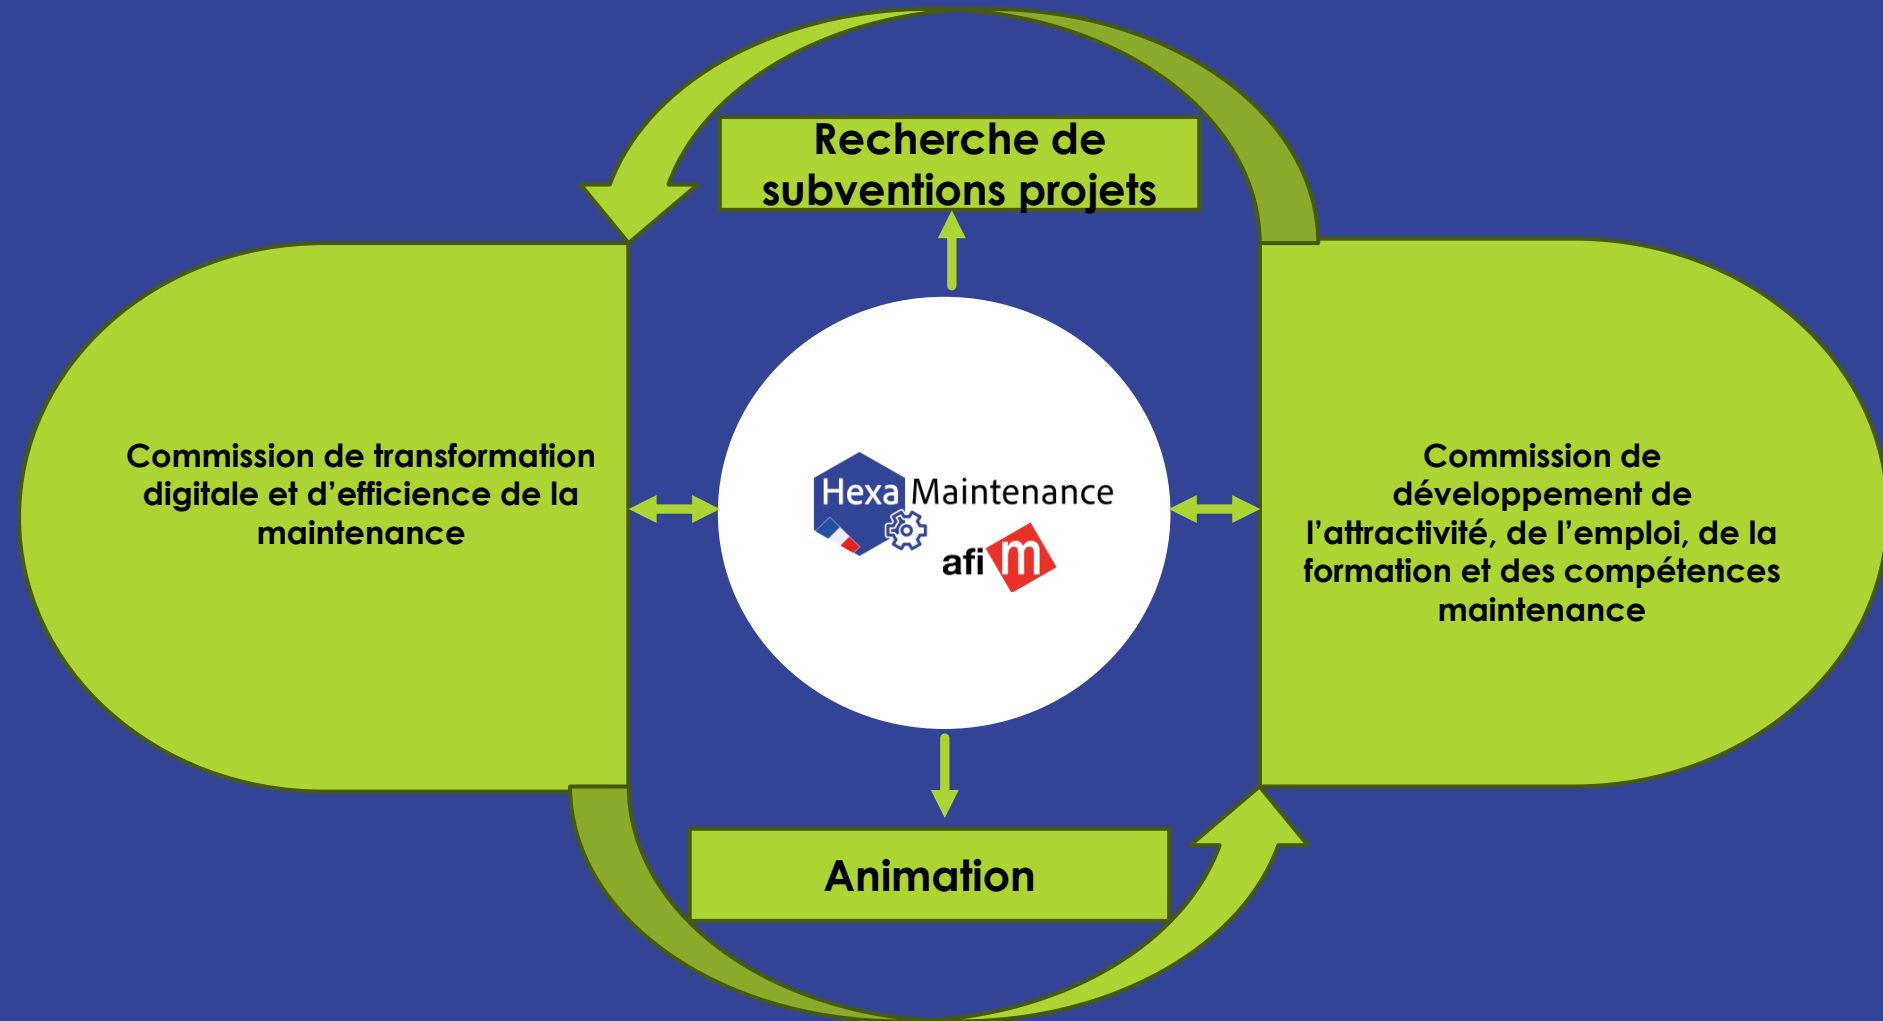 Recherche de
subventions projets
Commission de transformation
digitale et d’efficience de la
maintenance
Hexa Maintenance
afim
Commission de
développement de
l’attractivité, de l’emploi, de la
formation et des compétences
maintenance
Animation